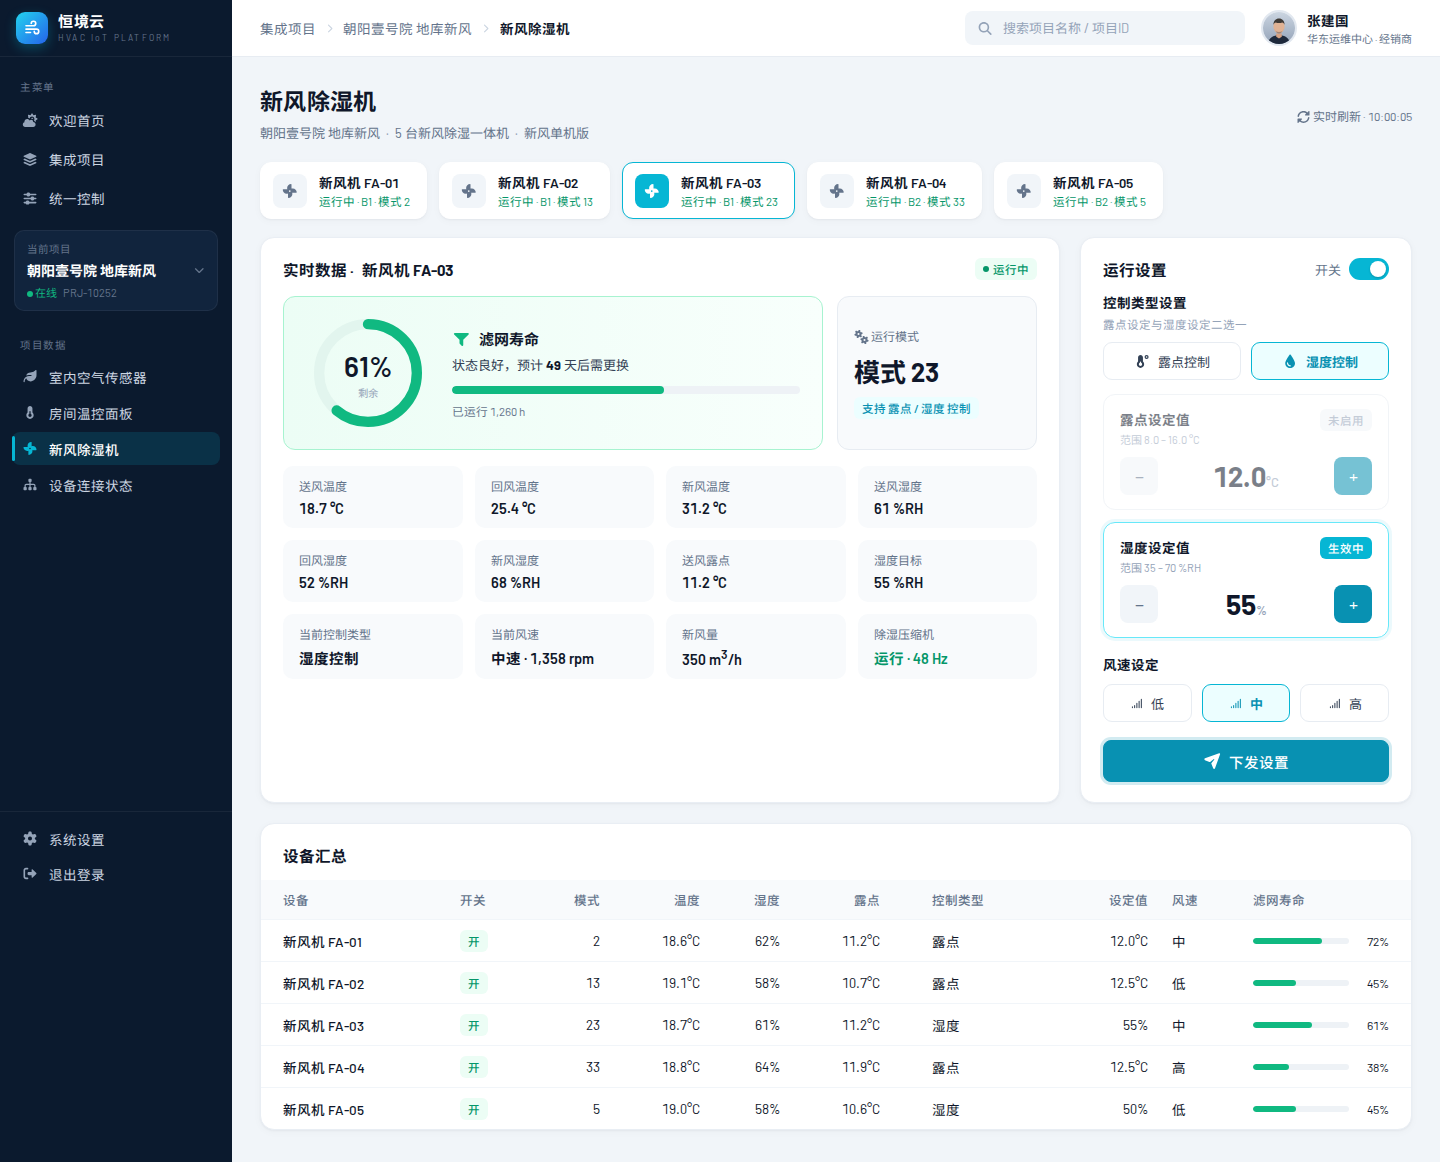 恒境云
HVAC IoT PLATFORM
主菜单
欢迎首页
集成项目
统一控制
当前项目
朝阳壹号院 地库新风
在线 PRJ-10252
项目数据
室内空气传感器
房间温控面板
新风除湿机
设备连接状态
系统设置
退出登录
集成项目 朝阳壹号院 地库新风 新风除湿机
搜索项目名称 / 项目ID
张建国
华东运维中心 · 经销商
新风除湿机
朝阳壹号院 地库新风 · 5 台新风除湿一体机 · 新风单机版
实时刷新 · 10:00:05
新风机 FA-01
运行中 · B1 · 模式 2
新风机 FA-02
运行中 · B1 · 模式 13
新风机 FA-03
运行中 · B1 · 模式 23
新风机 FA-04
运行中 · B2 · 模式 33
新风机 FA-05
运行中 · B2 · 模式 5
实时数据 · 新风机 FA-03
运行中
61%
剩余
滤网寿命
状态良好，预计 49 天后需更换
已运行 1,260 h
运行模式
模式 23
支持 露点 / 湿度 控制
送风温度
18.7 ℃
回风温度
25.4 ℃
新风温度
31.2 ℃
送风湿度
61 %RH
回风湿度
52 %RH
新风湿度
68 %RH
送风露点
11.2 ℃
湿度目标
55 %RH
当前控制类型
湿度控制
当前风速
中速 · 1,358 rpm
新风量
350 m³/h
除湿压缩机
运行 · 48 Hz
运行设置
开关
控制类型设置
露点设定与湿度设定二选一
露点控制
湿度控制
露点设定值
未启用
范围 8.0 – 16.0 ℃
− 12.0℃ +
湿度设定值
生效中
范围 35 – 70 %RH
− 55% +
风速设定
低
中
高
下发设置
设备汇总
设备 开关 模式 温度 湿度 露点 控制类型 设定值 风速 滤网寿命
新风机 FA-01 开 2 18.6℃ 62% 11.2℃ 露点 12.0℃ 中 72%
新风机 FA-02 开 13 19.1℃ 58% 10.7℃ 露点 12.5℃ 低 45%
新风机 FA-03 开 23 18.7℃ 61% 11.2℃ 湿度 55% 中 61%
新风机 FA-04 开 33 18.8℃ 64% 11.9℃ 露点 12.5℃ 高 38%
新风机 FA-05 开 5 19.0℃ 58% 10.6℃ 湿度 50% 低 45%